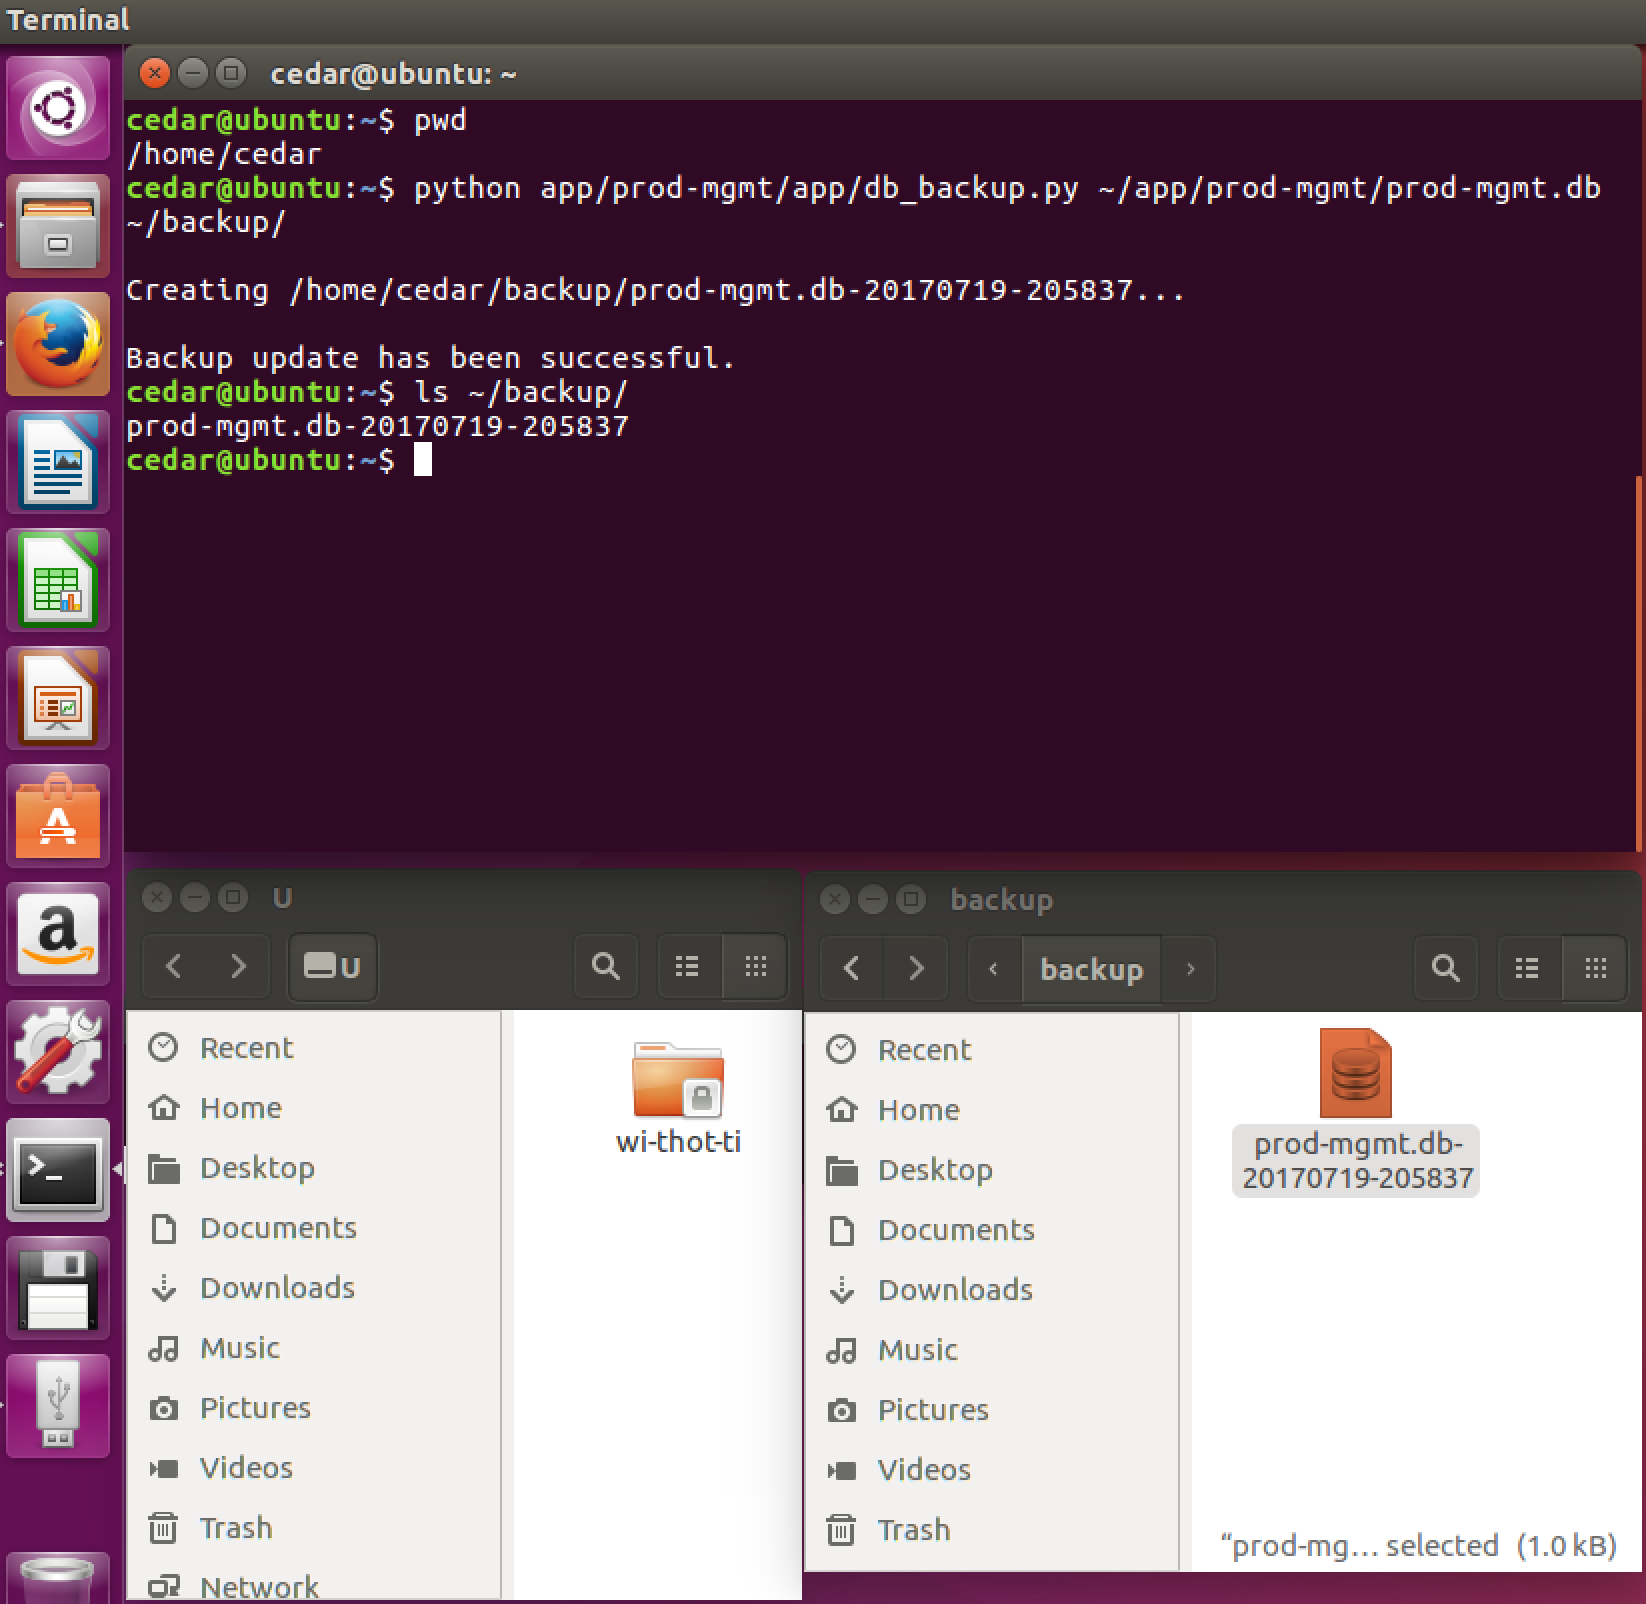 Terminal
cedar@ubuntu: ~
cedar@ubuntu:~$ pwd
/home/cedar
cedar@ubuntu:~$ python app/prod-mgmt/app/db_backup.py ~/app/prod-mgmt/prod-mgmt.db
~/backup/
Creating /home/cedar/backup/prod-mgmt.db-20170719-205837...
Backup update has been successful.
cedar@ubuntu:~$ ls ~/backup/
prod-mgmt.db-20170719-205837
cedar@ubuntu:~$
U
U
Recent
Home
Desktop
Documents
Downloads
Music
Pictures
Videos
Trash
Network
wi-thot-ti
backup
backup
Recent
Home
Desktop
Documents
Downloads
Music
Pictures
Videos
Trash
prod-mgmt.db-
20170719-205837
“prod-mg… selected (1.0 kB)